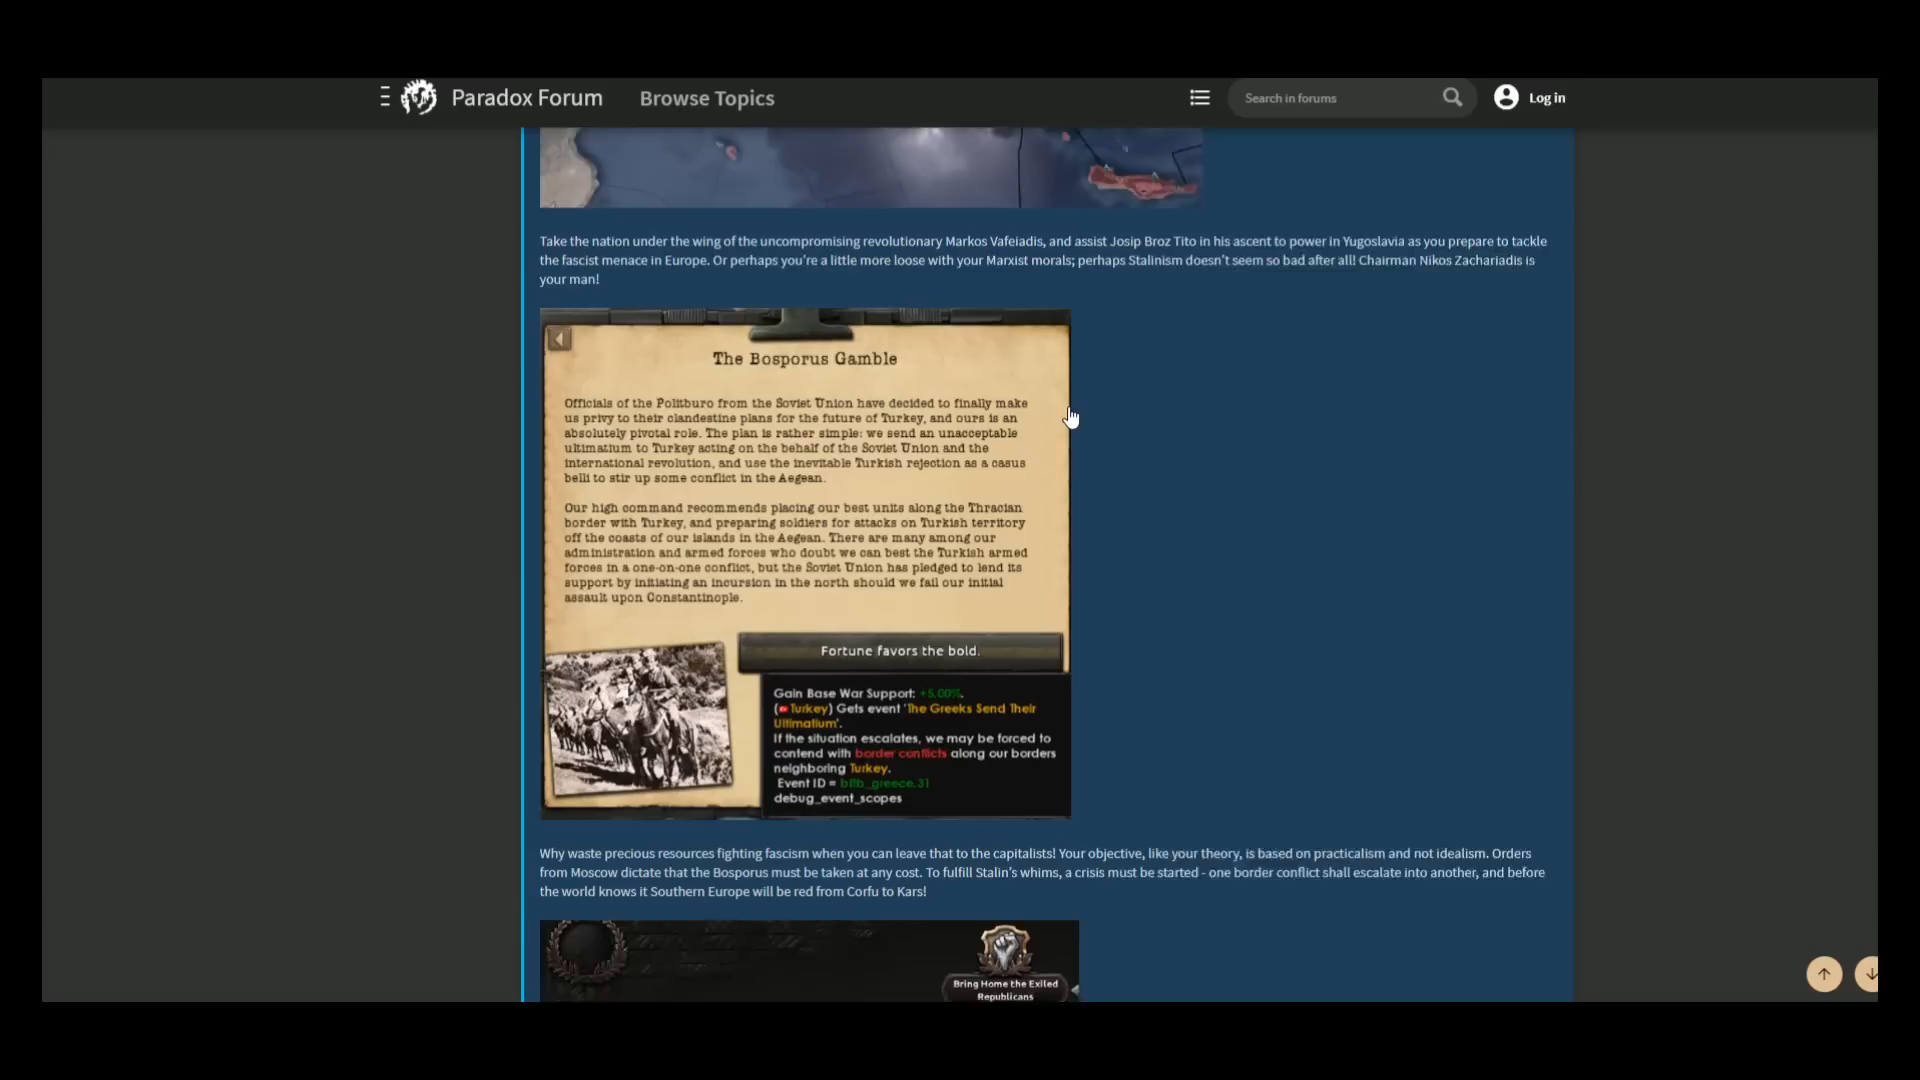 Paradox Forum
Browse Topics
Search in forums
Log in
Take the nation under the wing of the uncompromising revolutionary Markos Vafeiadis, and assist Josip Broz Tito in his ascent to power in Yugoslavia as you prepare to tackle
the fascist menace in Europe. Or perhaps you're a little more loose with your Marxist morals; perhaps Stalinism doesn't seem so bad after all! Chairman Nikos Zachariadis is
your man!
The Bosporus Gamble
Officials of the Politburo from the Soviet Union have decided to finally make
us privy to their clandestine plans for the future of Turkey, and ours is an
absolutely pivotal role. The plan is rather simple: we send an unacceptable
ultimatium to Turkey acting on the behalf of the Soviet Union and the
international revolution, and use the inevitable Turkish rejection as a casus
belli to stir up some conflict in the Aegean.
Our high command recommends placing our best units along the Thracian
border with Turkey, and preparing soldiers for attacks on Turkish territory
off the coasts of our islands in the Aegean. There are many among our
administration and armed forces who doubt we can best the Turkish armed
forces in a one-on-one conflict, but the Soviet Union has pledged to lend its
support by initiating an incursion in the north should we fail our initial
assault upon Constantinople.
Fortune favors the bold.
Gain Base War Support: +5.00%.
(Turkey) Gets event 'The Greeks Send Their
Ultimatium'.
If the situation escalates, we may be forced to
contend with border conflicts along our borders
neighboring Turkey.
Event ID = bftb_greece.31
debug_event_scopes
Why waste precious resources fighting fascism when you can leave that to the capitalists! Your objective, like your theory, is based on practicalism and not idealism. Orders
from Moscow dictate that the Bosporus must be taken at any cost. To fulfill Stalin's whims, a crisis must be started - one border conflict shall escalate into another, and before
the world knows it Southern Europe will be red from Corfu to Kars!
Bring Home the Exiled
Republicans